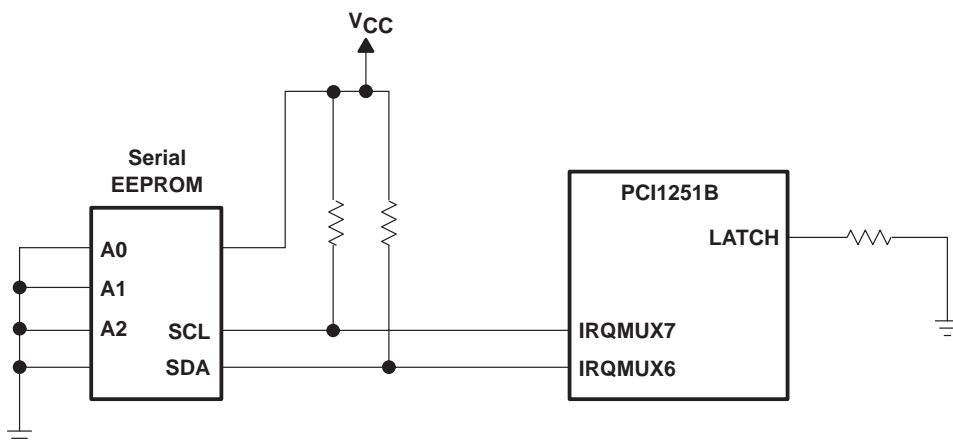 VCC
Serial
EEPROM
PCI1251B
A0
LATCH
A1
A2
SCL
IRQMUX7
SDA
IRQMUX6